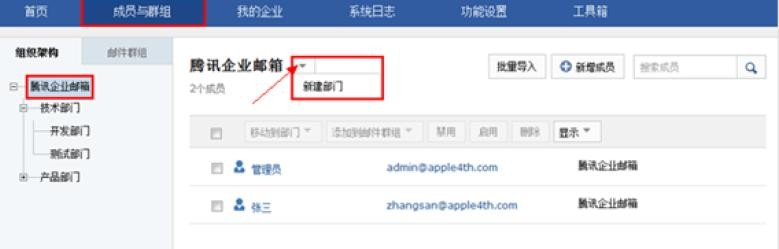 首页 成员与群组 我的企业 系统日志 功能设置 工具箱
组织架构 邮件群组
腾讯企业邮箱
技术部门
开发部门
测试部门
产品部门
腾讯企业邮箱 批量导入 新增成员 搜索成员
2个成员 新建部门
移动到部门 添加到邮件群组 禁用 启用 删除 显示
管理员 admin@apple4th.com 腾讯企业邮箱
张三 zhangsan@apple4th.com 腾讯企业邮箱